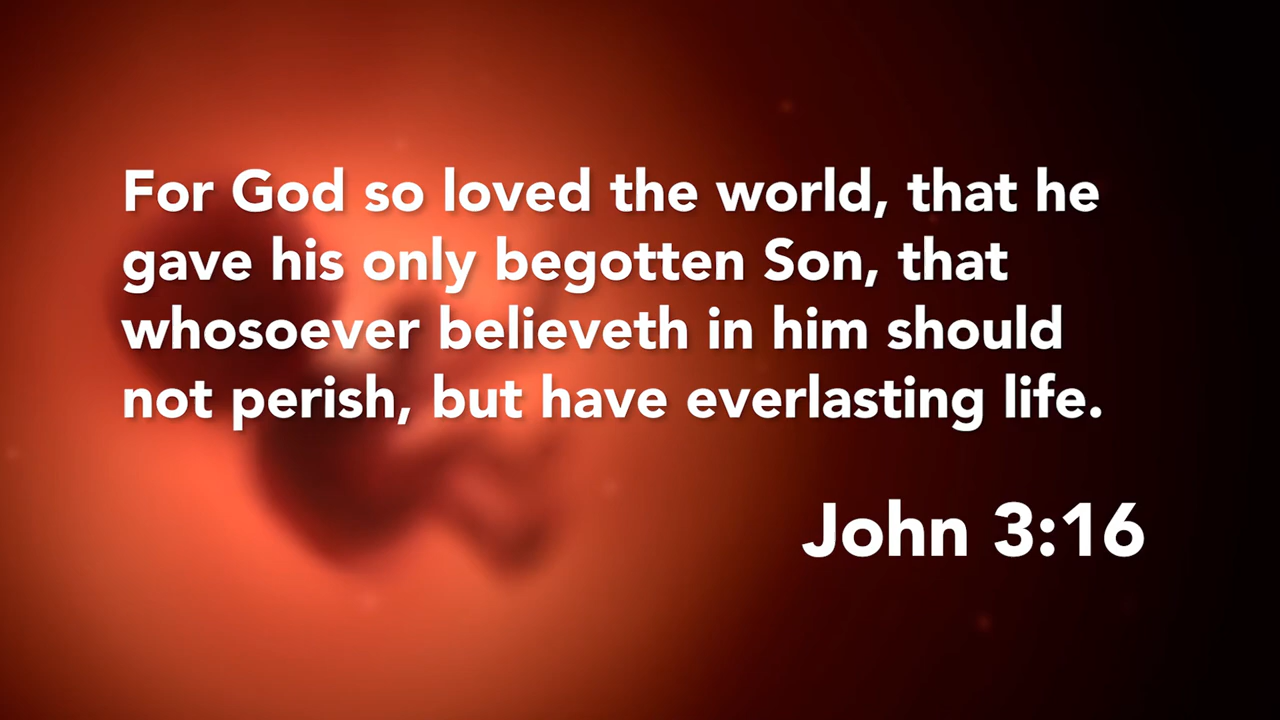 For God so loved the world, that he
gave his only begotten Son, that
whosoever believeth in him should
not perish, but have everlasting life.
John 3:16